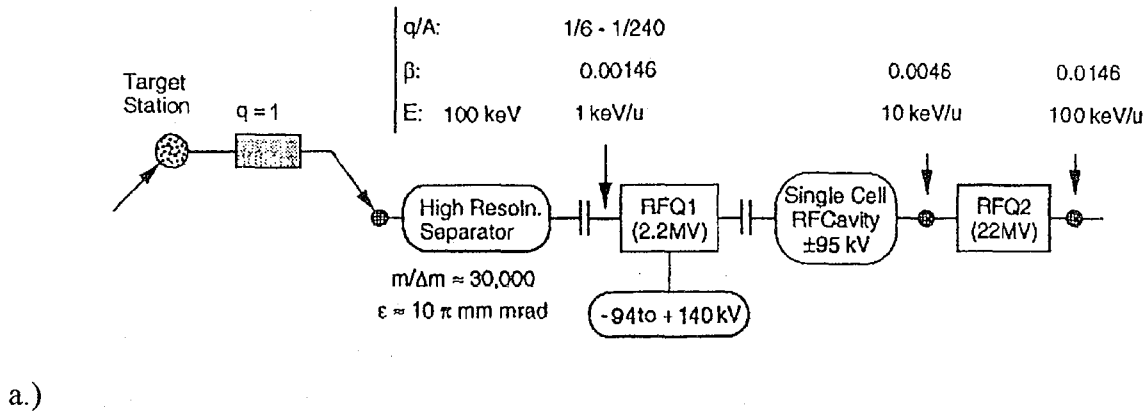 q/A: 1/6 - 1/240
β: 0.00146 0.0046 0.0146
E: 100 keV 1 keV/u 10 keV/u 100 keV/u
Target
Station
q = 1
High Resoln.
Separator
RFQ1
(2.2MV)
Single Cell
RFCavity
±95 kV
RFQ2
(22MV)
m/Δm ≈ 30,000
ε ≈ 10 π mm mrad
-94to + 140 kV
a.)